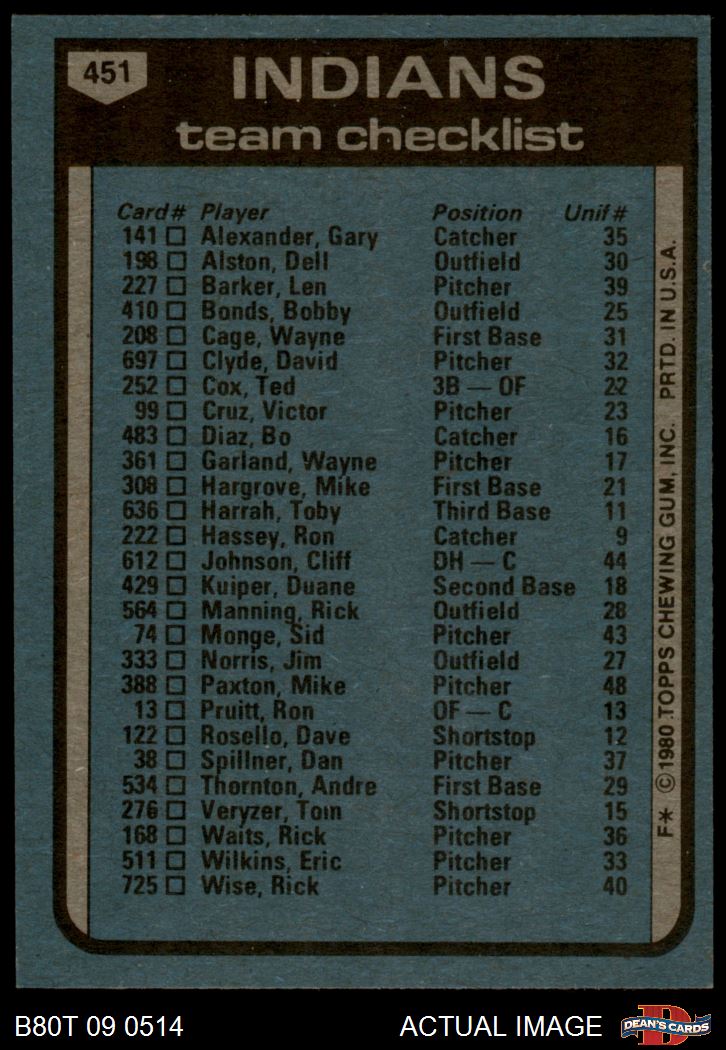 451
INDIANS
team checklist
Card# Player Position Unif#
141 Alexander, Gary Catcher 35
198 Alston, Dell Outfield 30
227 Barker, Len Pitcher 39
410 Bonds, Bobby Outfield 25
208 Cage, Wayne First Base 31
697 Clyde, David Pitcher 32
252 Cox, Ted 3B — OF 22
99 Cruz, Victor Pitcher 23
483 Diaz, Bo Catcher 16
361 Garland, Wayne Pitcher 17
308 Hargrove, Mike First Base 21
636 Harrah, Toby Third Base 11
222 Hassey, Ron Catcher 9
612 Johnson, Cliff DH — C 44
429 Kuiper, Duane Second Base 18
564 Manning, Rick Outfield 28
74 Monge, Sid Pitcher 43
333 Norris, Jim Outfield 27
388 Paxton, Mike Pitcher 48
13 Pruitt, Ron OF — C 13
122 Rosello, Dave Shortstop 12
38 Spillner, Dan Pitcher 37
534 Thornton, Andre First Base 29
276 Veryzer, Tom Shortstop 15
168 Waits, Rick Pitcher 36
511 Wilkins, Eric Pitcher 33
725 Wise, Rick Pitcher 40
F* ©1980 TOPPS CHEWING GUM, INC. PRTD. IN U.S.A.
B80T 09 0514 ACTUAL IMAGE
D
DEAN'S CARDS